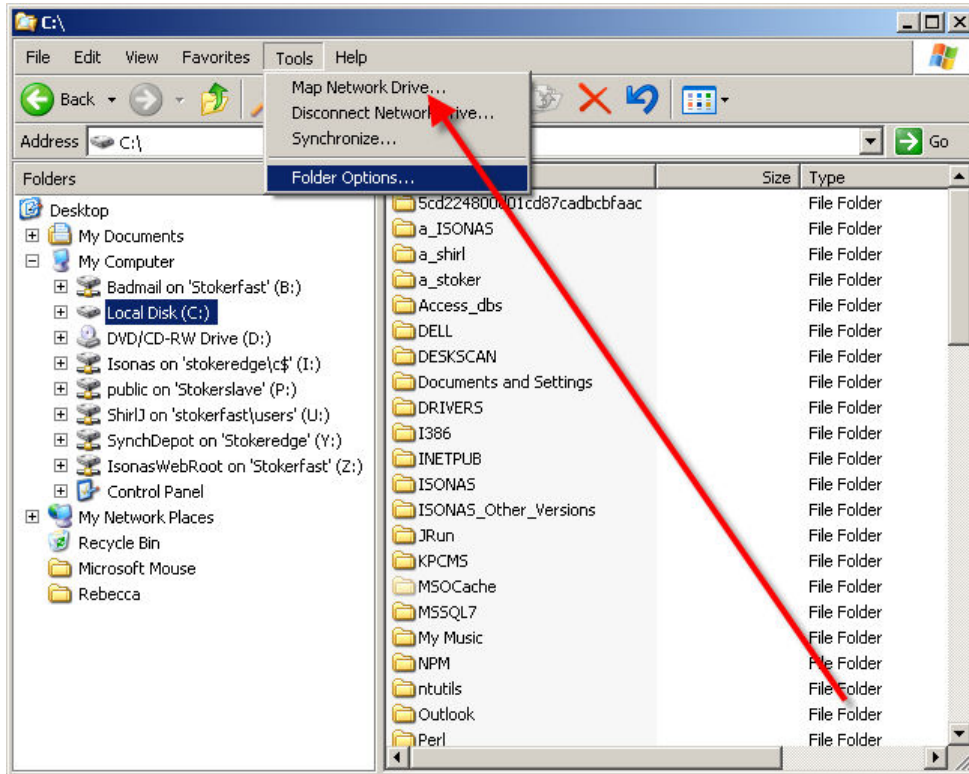 C:\
File Edit View Favorites Tools Help
Map Network Drive...
Back
Disconnect Network Drive...
Synchronize...
Address C:\ Go
Folder Options...
Folders Size Type
Desktop
My Documents
My Computer
Badmail on 'Stokerfast' (B:)
Local Disk (C:)
DVD/CD-RW Drive (D:)
Isonas on 'stokeredge\c$' (I:)
public on 'Stokerslave' (P:)
ShirlJ on 'stokerfast\users' (U:)
SynchDepot on 'Stokeredge' (Y:)
IsonasWebRoot on 'Stokerfast' (Z:)
Control Panel
My Network Places
Recycle Bin
Microsoft Mouse
Rebecca
File Folder
a_ISONAS File Folder
a_shirl File Folder
a_stoker File Folder
Access_dbs File Folder
DELL File Folder
DESKSCAN File Folder
Documents and Settings File Folder
DRIVERS File Folder
I386 File Folder
INETPUB File Folder
ISONAS File Folder
ISONAS_Other_Versions File Folder
JRun File Folder
KPCMS File Folder
MSOCache File Folder
MSSQL7 File Folder
My Music File Folder
NPM File Folder
ntutils File Folder
Outlook File Folder
Perl File Folder